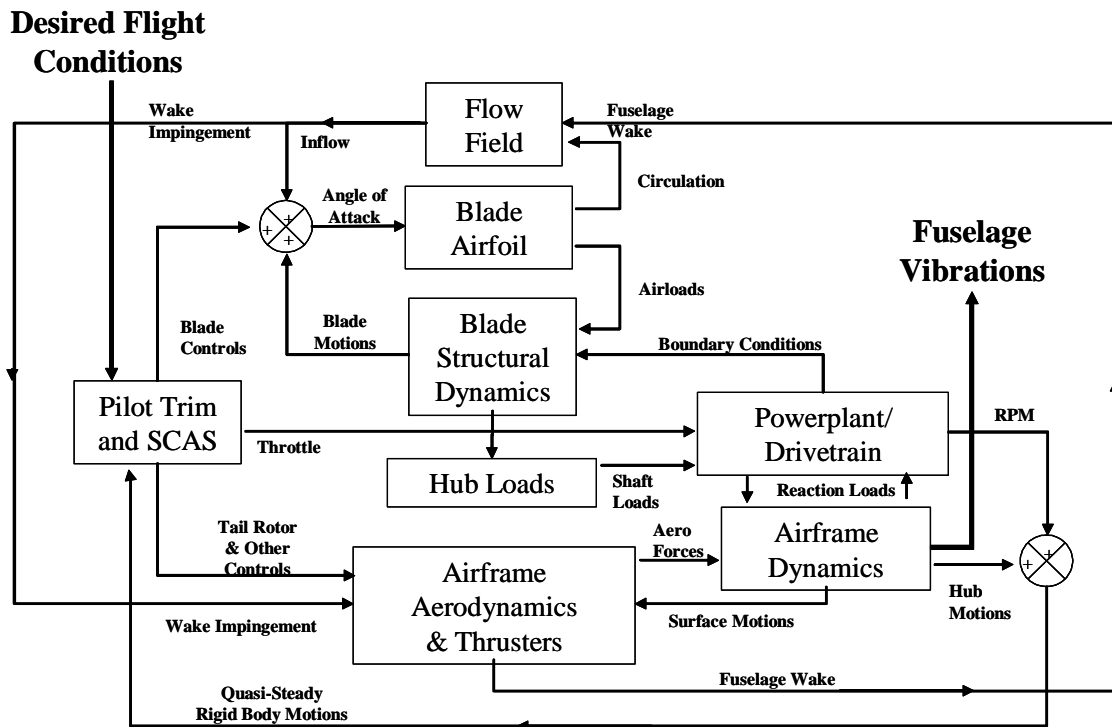 Desired Flight
Conditions
Wake
Impingement
Inflow
Flow
Field
Fuselage
Wake
Circulation
Angle of
Attack
+
+
+
Blade
Airfoil
Fuselage
Vibrations
Airloads
Blade
Controls
Blade
Motions
Blade
Structural
Dynamics
Boundary Conditions
Pilot Trim
and SCAS
Throttle
Powerplant/
Drivetrain
RPM
Hub Loads
Shaft
Loads
Reaction Loads
Tail Rotor
& Other
Controls
Aero
Forces
Airframe
Dynamics
+
+
Hub
Motions
Airframe
Aerodynamics
& Thrusters
Wake Impingement
Surface Motions
Fuselage Wake
Quasi-Steady
Rigid Body Motions